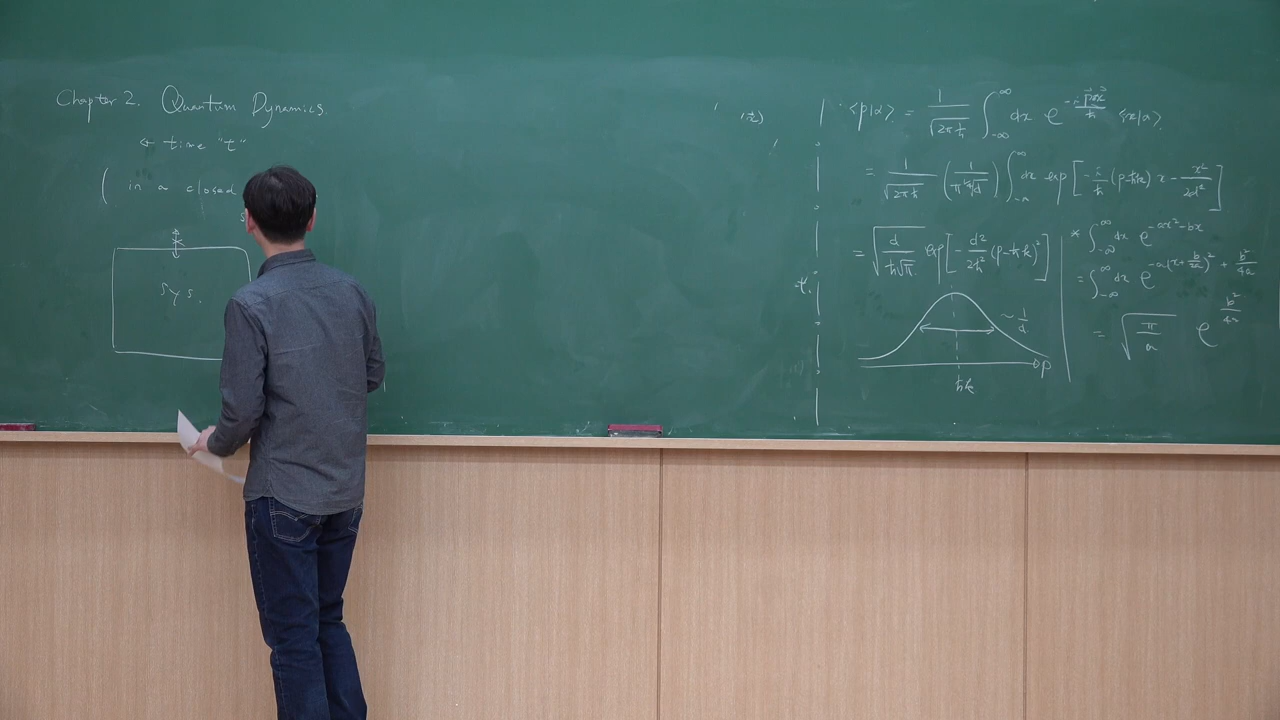 Chapter 2. Quantum Dynamics.
← time "t"
( in a closed
sys.
t)
t.
⟨p|α⟩ = 1/√(2πħ) ∫_{-∞}^{∞} dx e^{-ipx/ħ} ⟨x|α⟩.
= 1/√(2πħ) (1/(π^{1/4}√d)) ∫_{-∞}^{∞} dx exp[-i/ħ (p-ħk) x - x²/2d²]
= √(d/(ħ√π)) exp[-d²/2ħ² (p-ħk)²]
~ 1/d
p
ħk
* ∫_{-∞}^{∞} dx e^{-ax²-bx}
= ∫_{-∞}^{∞} dx e^{-a(x+b/2a)² + b²/4a}
= √(π/a) e^{b²/4a}